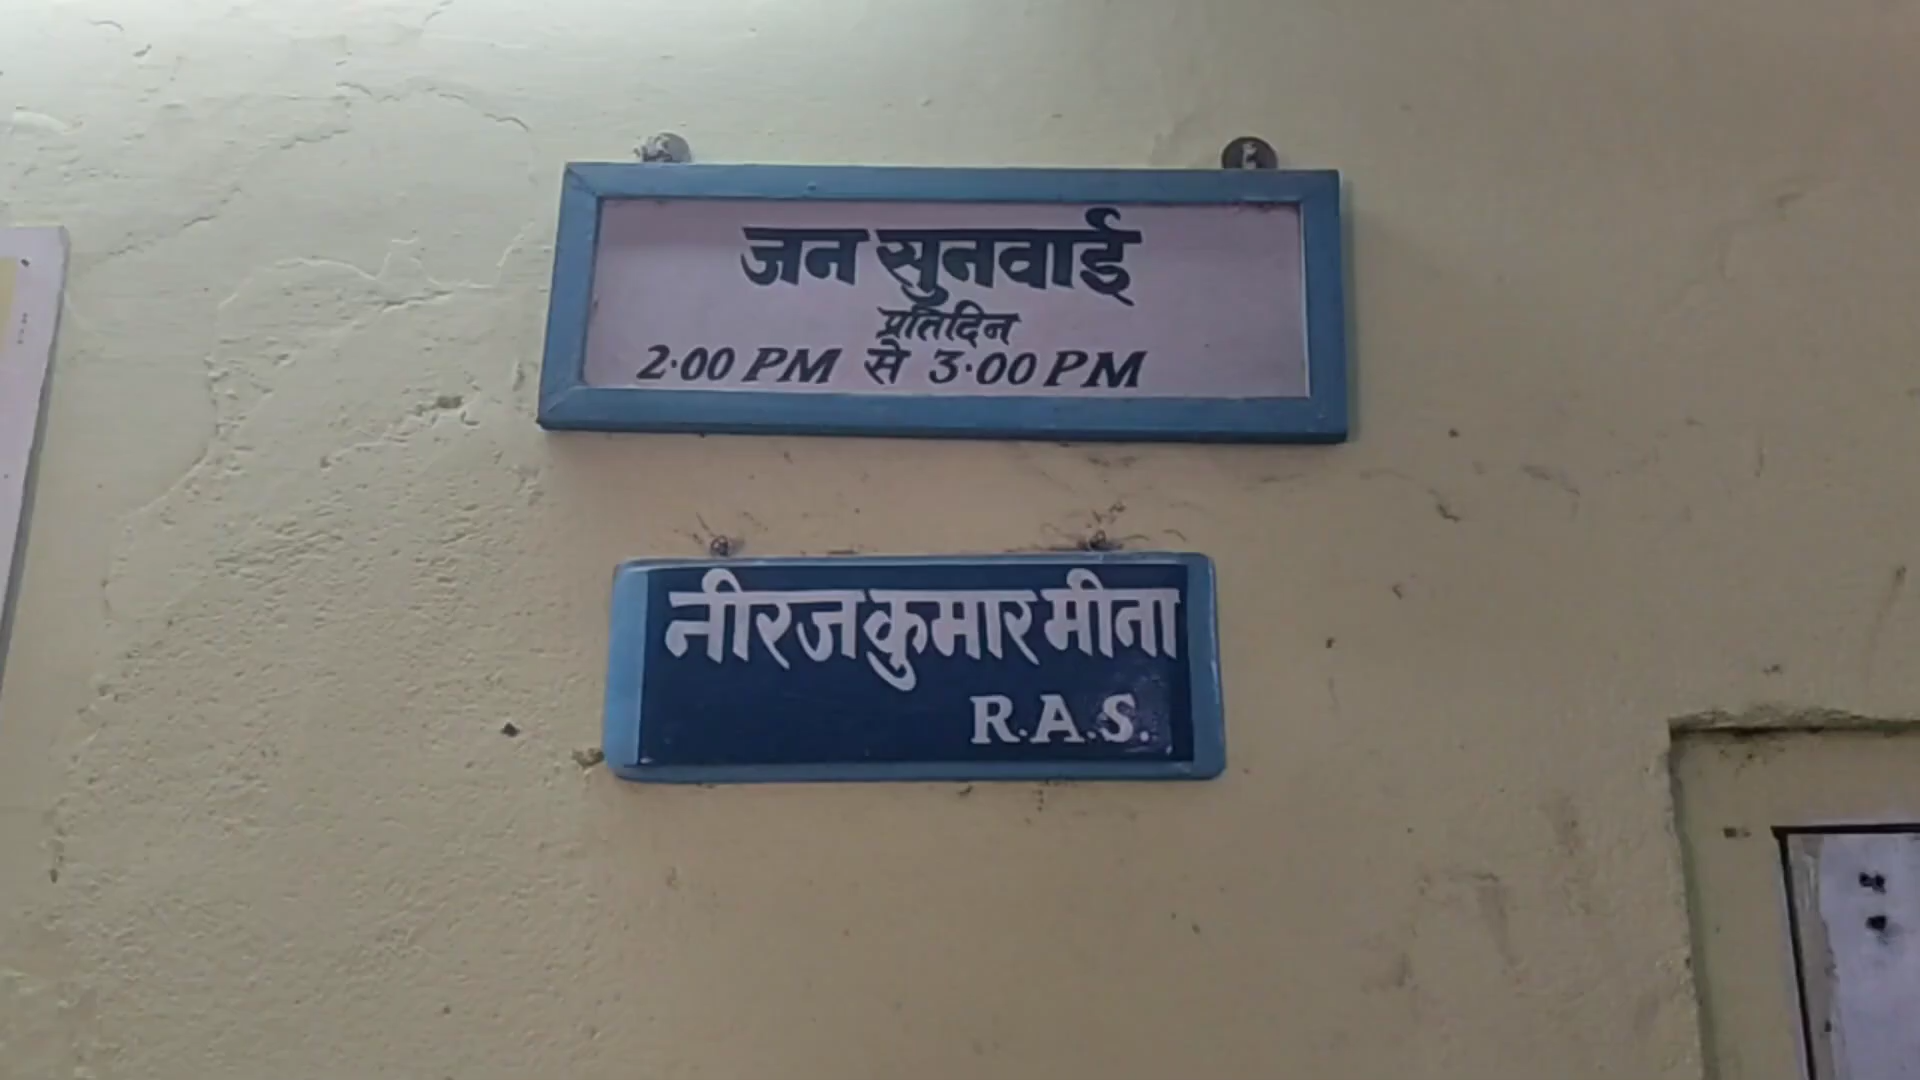 जन सुनवाई
प्रतिदिन
2.00 PM से 3.00 PM
नीरज कुमार मीना
R.A.S.